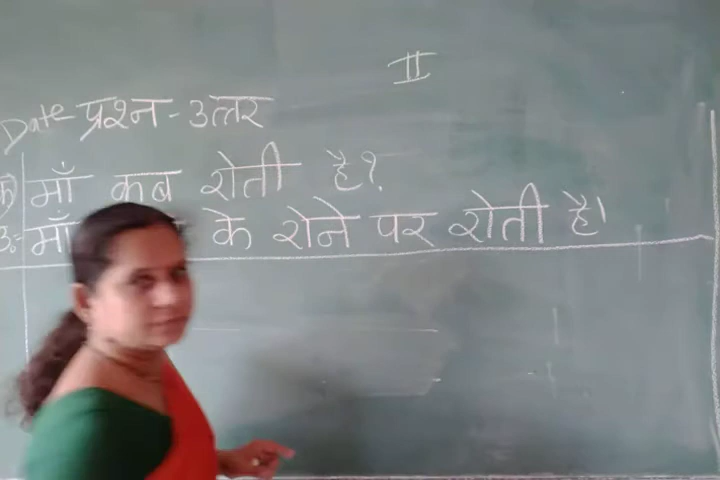 II
Date- प्रश्न - उत्तर
क) माँ कब रोती है?
उ:- माँ के रोने पर रोती है।